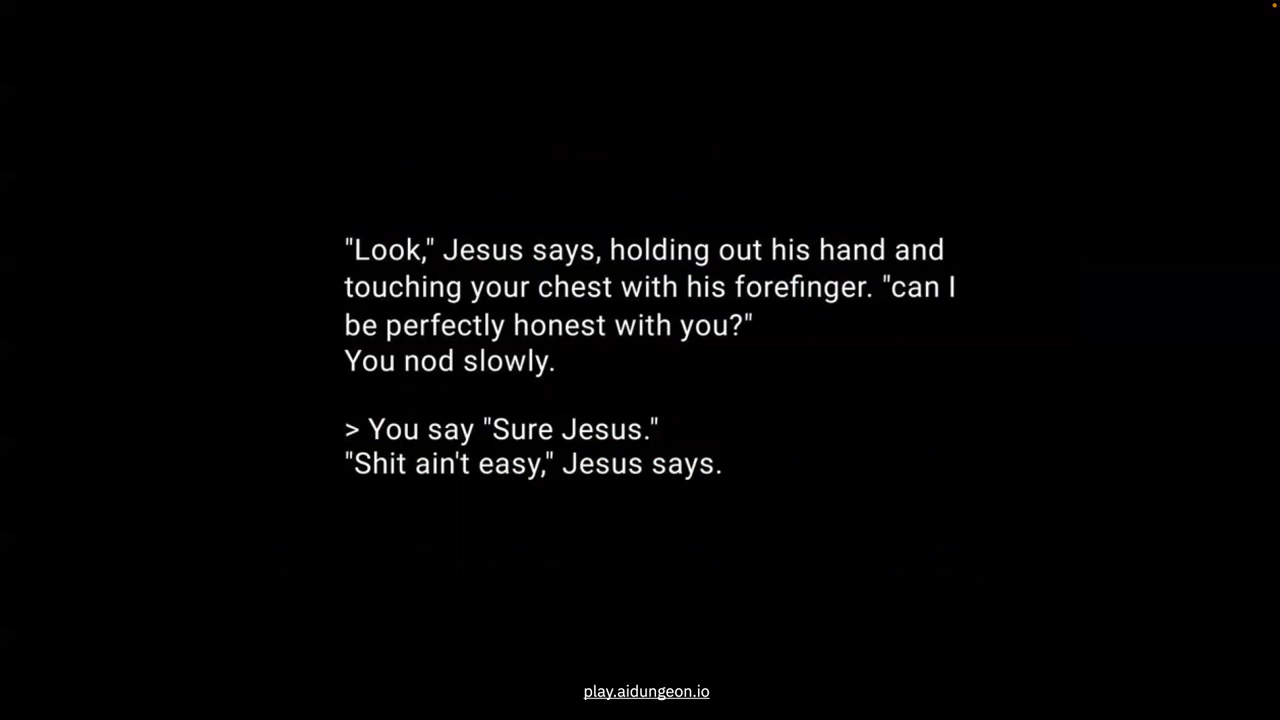 "Look," Jesus says, holding out his hand and
touching your chest with his forefinger. "can I
be perfectly honest with you?"
You nod slowly.
> You say "Sure Jesus."
"Shit ain't easy," Jesus says.
play.aidungeon.io